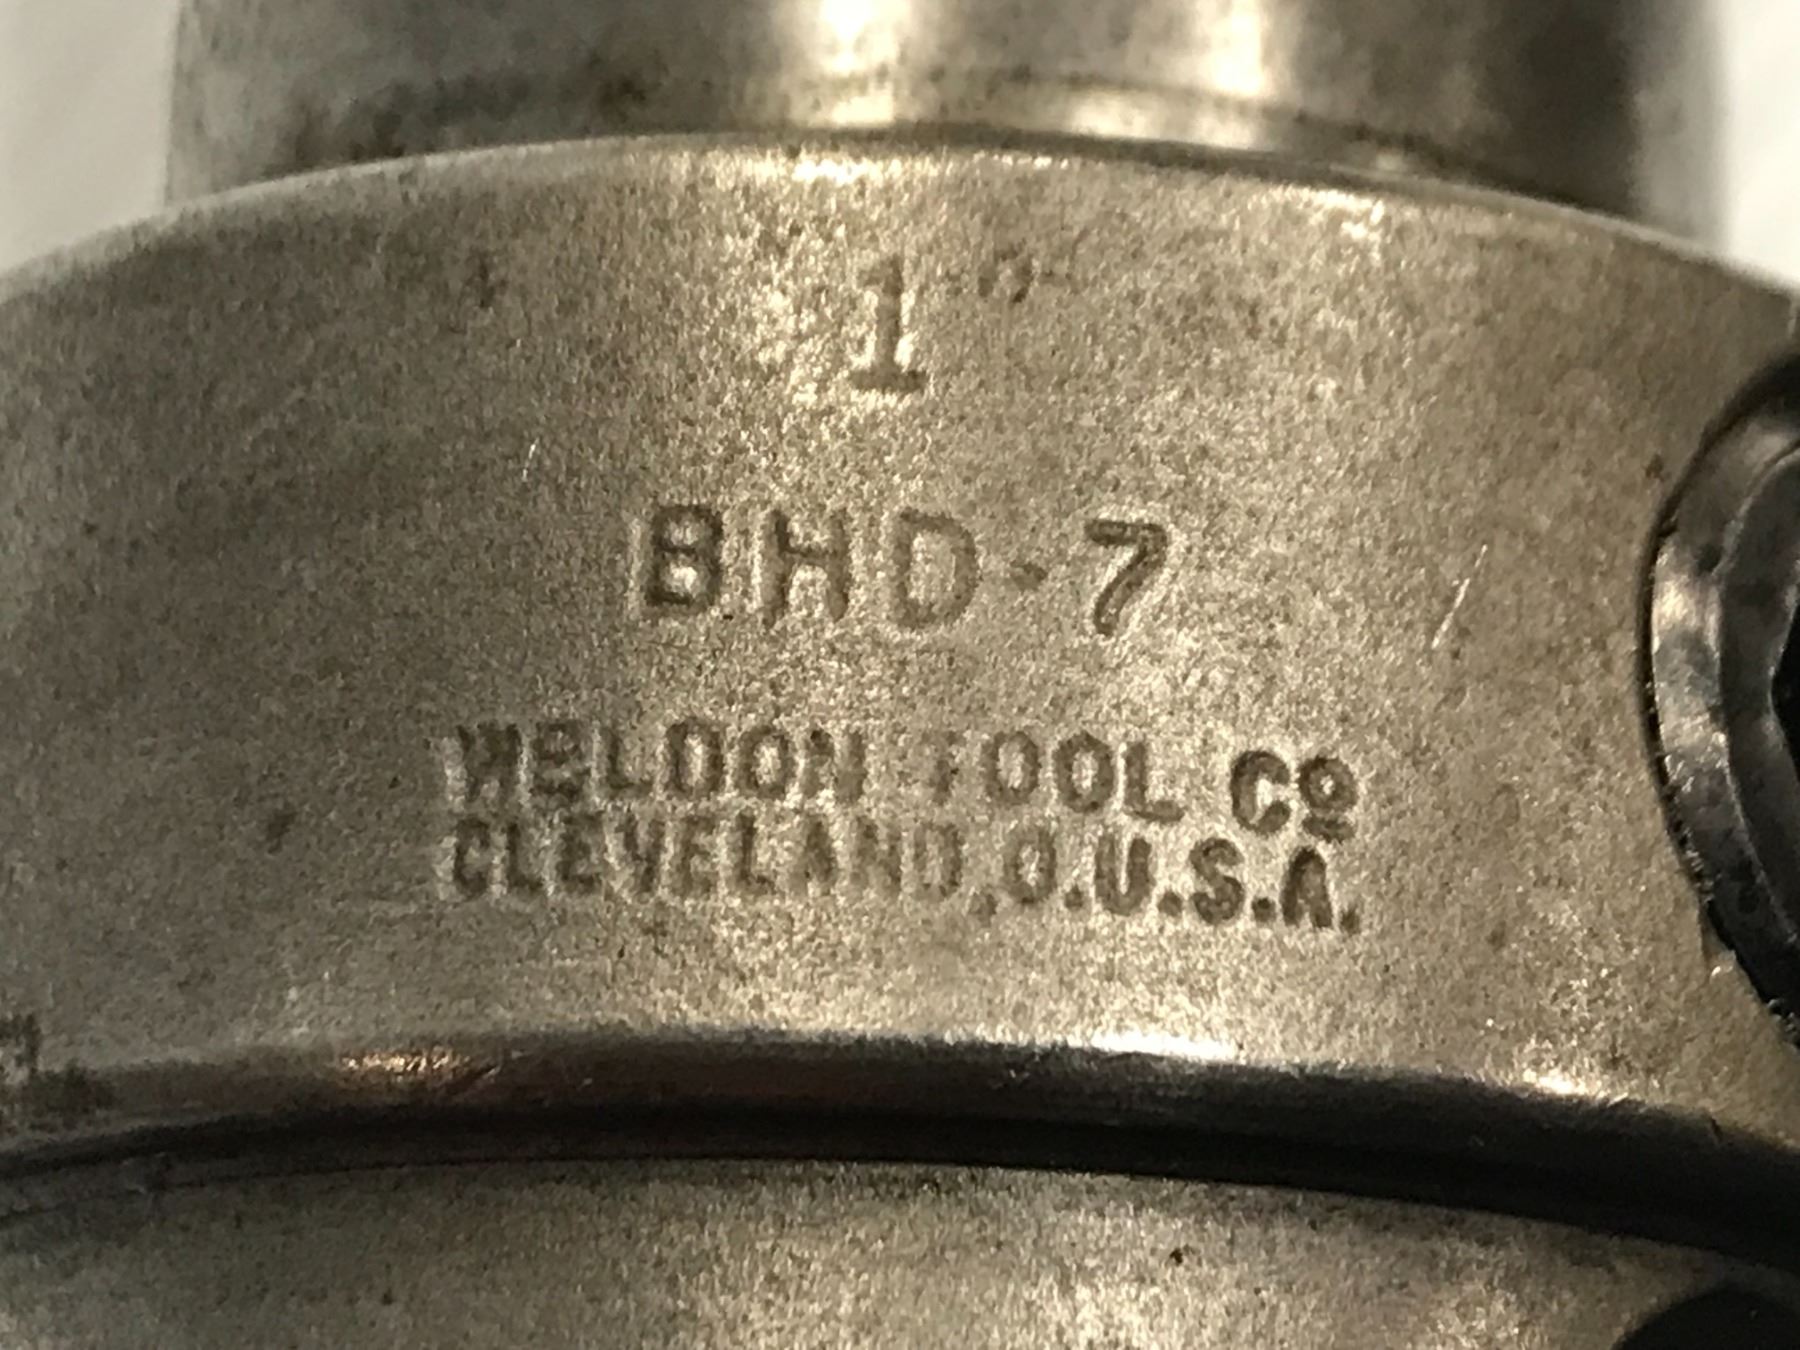 1"
BHD-7
WELDON TOOL Cº
CLEVELAND,O.U.S.A.